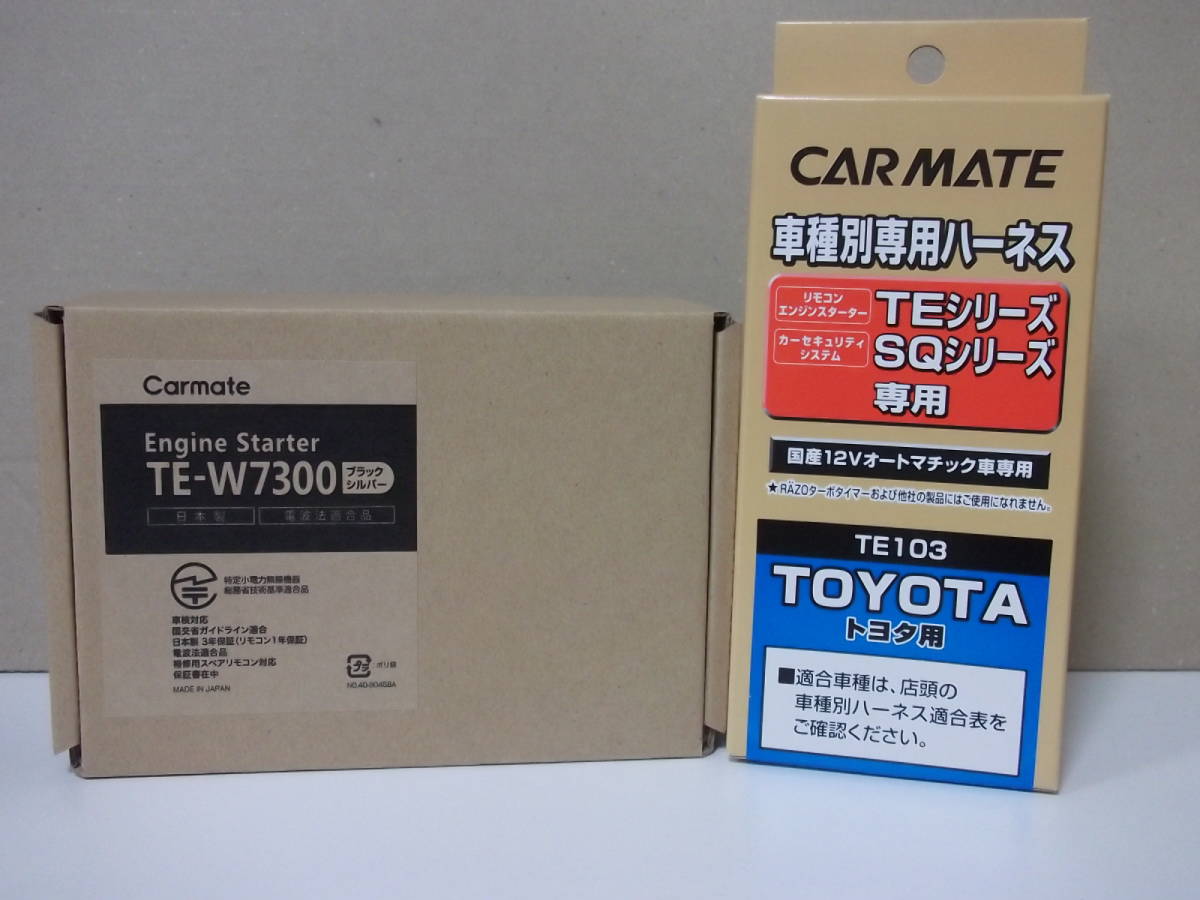 Carmate
Engine Starter
TE-W7300 ブラック シルバー
日本製 電波法適合品
特定小電力無線機器
総務省技術基準適合品
車検対応
国交省ガイドライン適合
日本製 3年保証(リモコン1年保証)
電波法適合品
補修用スペアリモコン対応
保証書在中
MADE IN JAPAN
プラ :ポリ袋
CARMATE
車種別専用ハーネス
リモコン
エンジンスターター
TEシリーズ
カーセキュリティ
システム
SQシリーズ
専用
国産12Vオートマチック車専用
★RÄZOターボタイマーおよび他社の製品にはご使用になれません。
TE103
TOYOTA
トヨタ用
■適合車種は、店頭の
車種別ハーネス適合表を
ご確認ください。